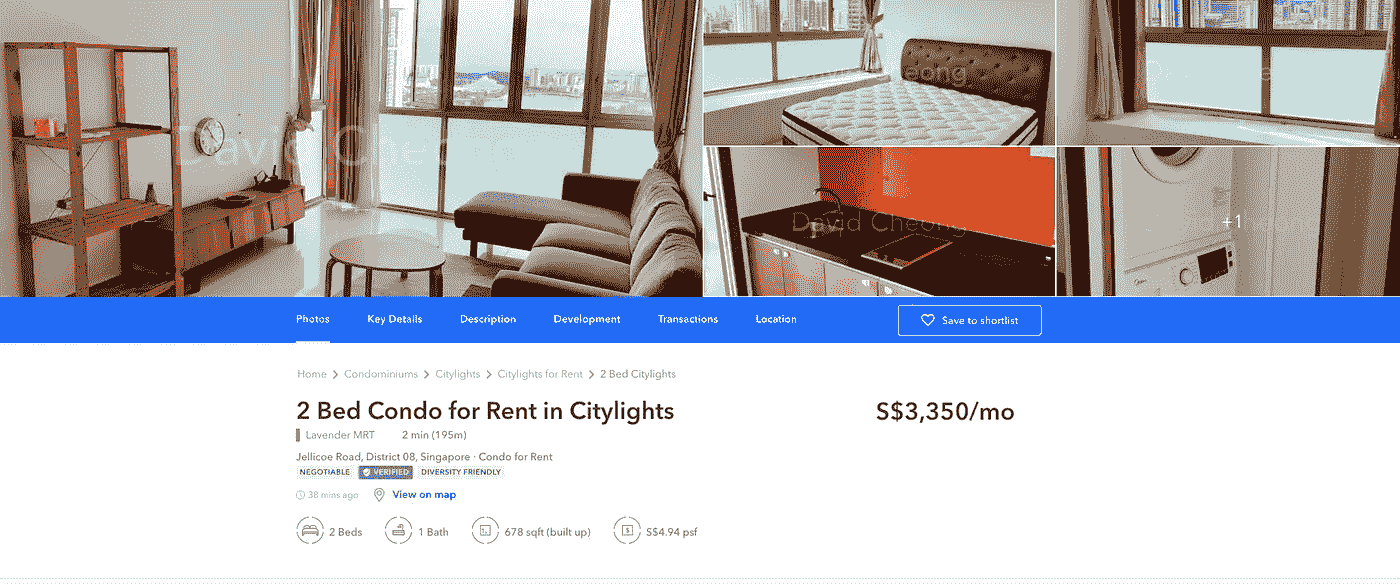 David Cheong
eong
David Cheong
+1
Photos
Key Details
Description
Development
Transactions
Location
Save to shortlist
Home > Condominiums > Citylights > Citylights for Rent > 2 Bed Citylights
2 Bed Condo for Rent in Citylights
S$3,350/mo
Lavender MRT 2 min (195m)
Jellicoe Road, District 08, Singapore · Condo for Rent
NEGOTIABLE VERIFIED DIVERSITY FRIENDLY
38 mins ago View on map
2 Beds 1 Bath 678 sqft (built up) S$4.94 psf